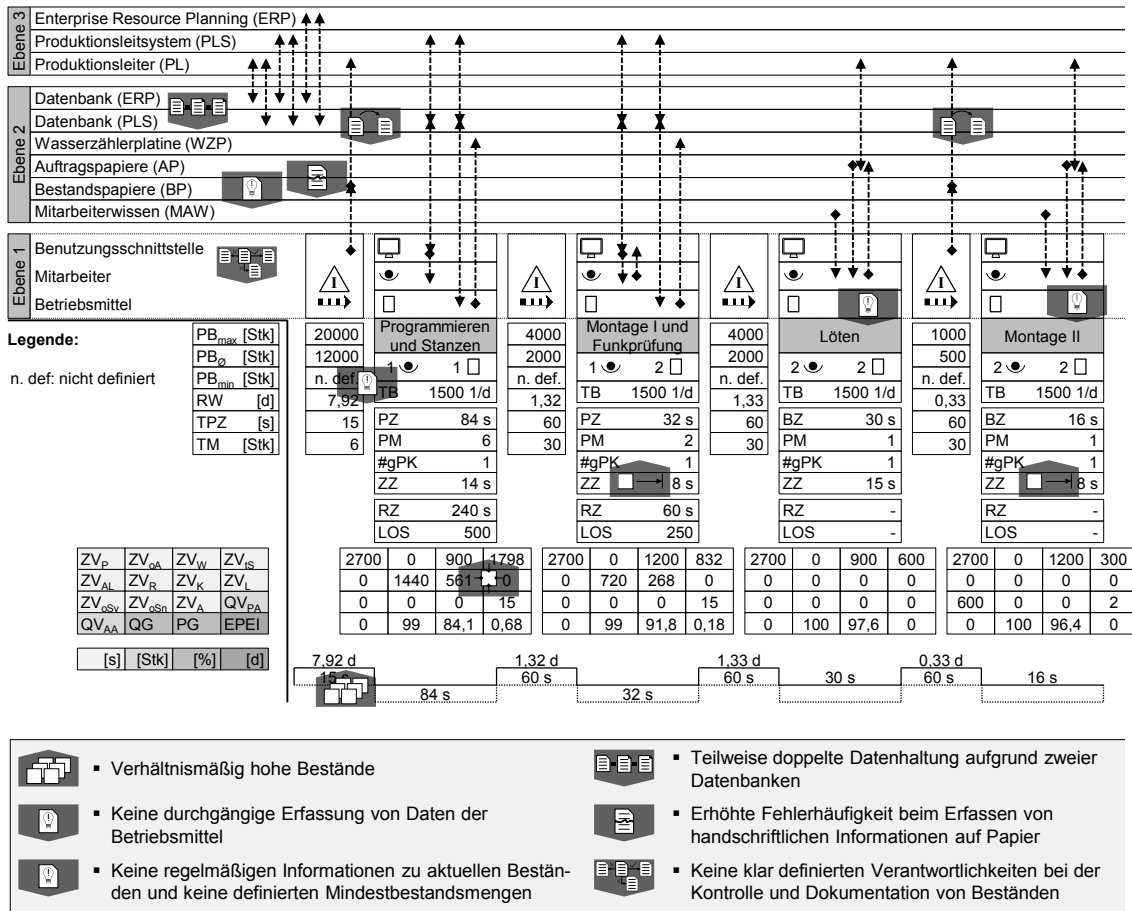 Ebene 3
Enterprise Resource Planning (ERP)
Produktionsleitsystem (PLS)
Produktionsleiter (PL)
Ebene 2
Datenbank (ERP)
Datenbank (PLS)
Wasserzählerplatine (WZP)
Auftragspapiere (AP)
Bestandspapiere (BP)
Mitarbeiterwissen (MAW)
Ebene 1
Benutzungsschnittstelle
Mitarbeiter
Betriebsmittel
I I I I
Legende:
n. def: nicht definiert
PBmax [Stk] 20000 4000 4000 1000
PBØ [Stk] 12000 2000 2000 500
PBmin [Stk] n. def. n. def. n. def. n. def.
RW [d] 7,92 1,32 1,33 0,33
TPZ [s] 15 60 60 60
TM [Stk] 6 30 30 30
Programmieren und Stanzen
1 1
TB 1500 1/d
PZ 84 s
PM 6
#gPK 1
ZZ 14 s
RZ 240 s
LOS 500
Montage I und Funkprüfung
1 2
TB 1500 1/d
PZ 32 s
PM 2
#gPK 1
ZZ 8 s
RZ 60 s
LOS 250
Löten
2 2
TB 1500 1/d
BZ 30 s
PM 1
#gPK 1
ZZ 15 s
RZ -
LOS -
Montage II
2 2
TB 1500 1/d
BZ 16 s
PM 1
#gPK 1
ZZ 8 s
RZ -
LOS -
ZVP ZVoA ZVW ZVtS 2700 0 900 1798 2700 0 1200 832 2700 0 900 600 2700 0 1200 300
ZVAL ZVR ZVK ZVL 0 1440 561 0 0 720 268 0 0 0 0 0 0 0 0 0
ZVoSv ZVoSn ZVA QVPA 0 0 0 15 0 0 0 15 0 0 0 0 600 0 0 2
QVAA QG PG EPEI 0 99 84,1 0,68 0 99 91,8 0,18 0 100 97,6 0 0 100 96,4 0
[s] [Stk] [%] [d]
7,92 d 1,32 d 1,33 d 0,33 d
15 s 60 s 60 s 30 s 60 s 16 s
84 s 32 s
▪ Verhältnismäßig hohe Bestände
▪ Keine durchgängige Erfassung von Daten der
Betriebsmittel
▪ Keine regelmäßigen Informationen zu aktuellen Bestän-
den und keine definierten Mindestbestandsmengen
▪ Teilweise doppelte Datenhaltung aufgrund zweier
Datenbanken
▪ Erhöhte Fehlerhäufigkeit beim Erfassen von
handschriftlichen Informationen auf Papier
▪ Keine klar definierten Verantwortlichkeiten bei der
Kontrolle und Dokumentation von Beständen